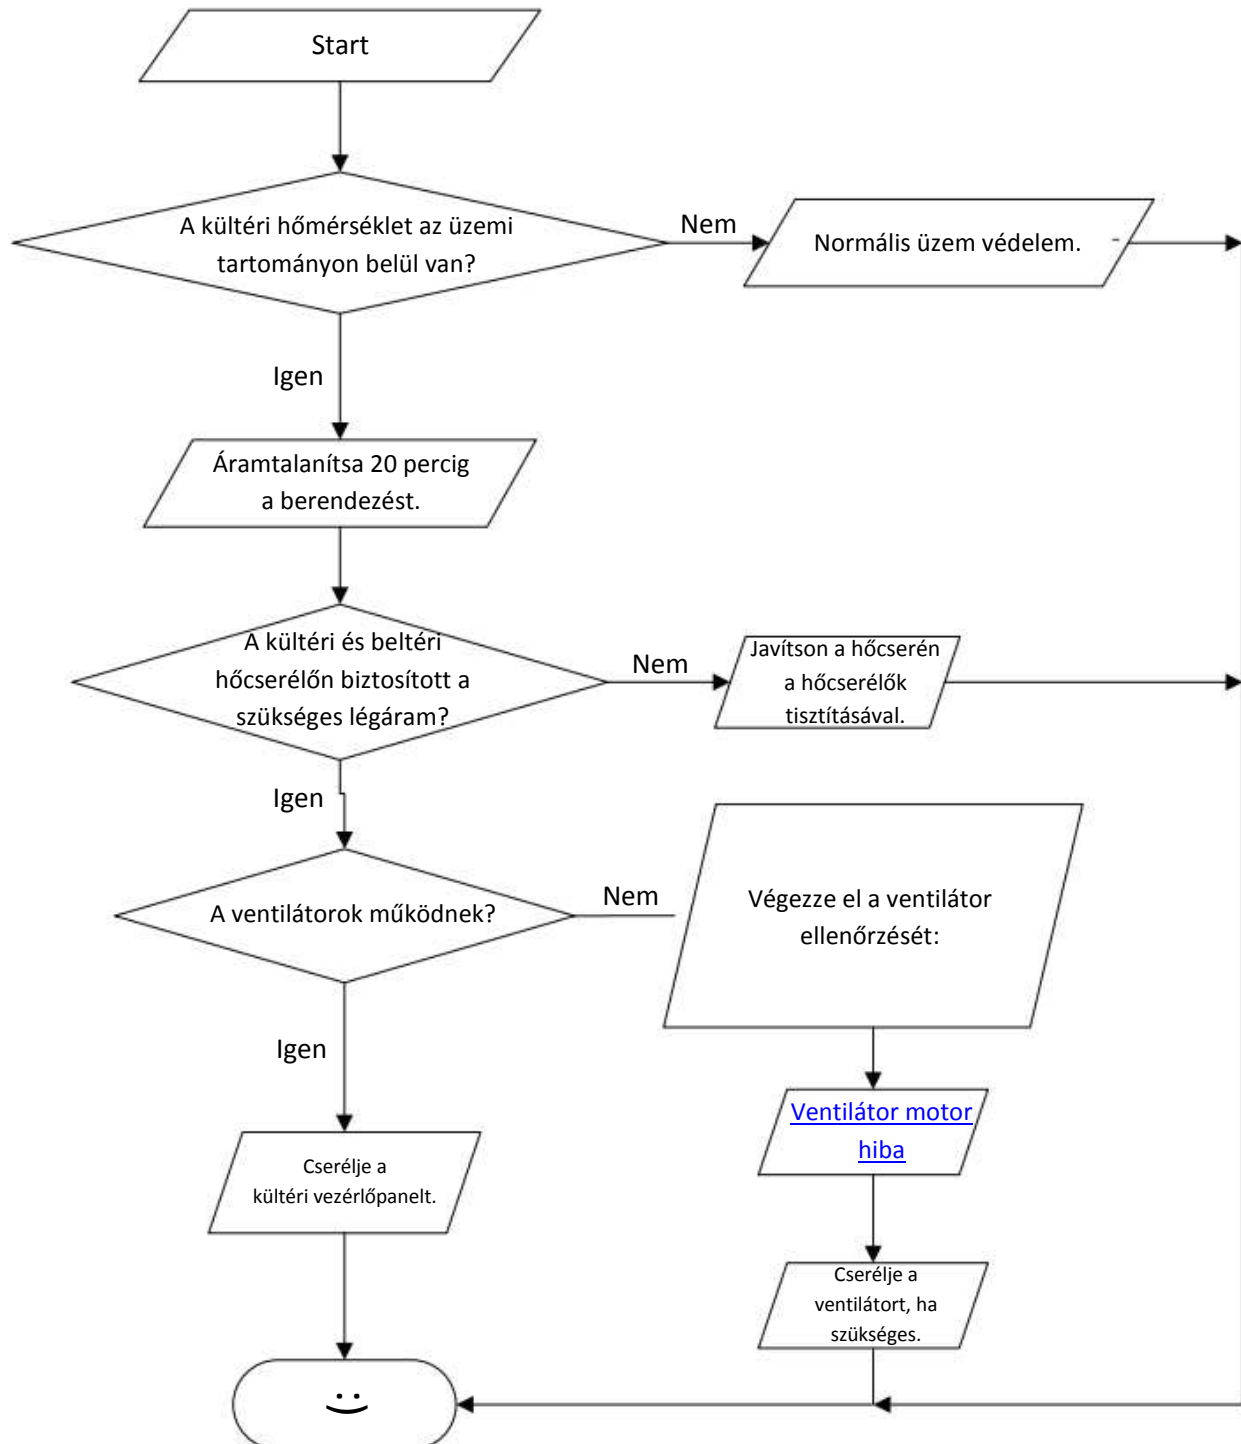 Start
A kültéri hőmérséklet az üzemi
tartományon belül van?
Nem
Normális üzem védelem.
Igen
Áramtalanítsa 20 percig
a berendezést.
A kültéri és beltéri
hőcserélőn biztosított a
szükséges légáram?
Nem
Javítson a hőcserén
a hőcserélők
tisztításával.
Igen
A ventilátorok működnek?
Nem
Végezze el a ventilátor
ellenőrzését:
Igen
Ventilátor motor
hiba
Cserélje a
kültéri vezérlőpanelt.
Cserélje a
ventilátort, ha
szükséges.